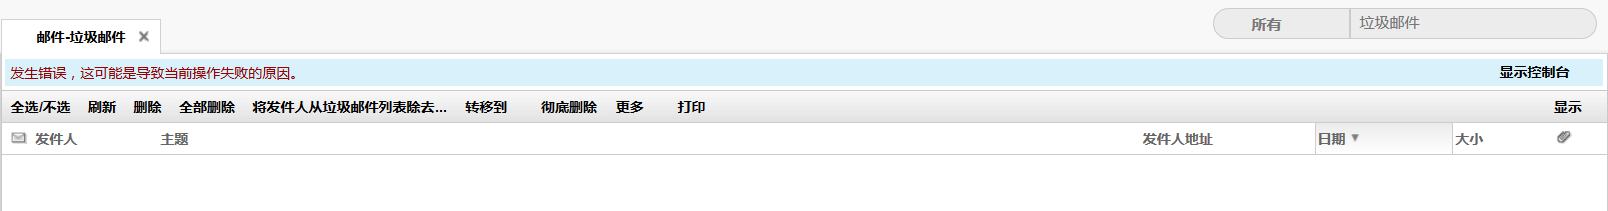 所有 垃圾邮件
邮件-垃圾邮件
发生错误，这可能是导致当前操作失败的原因。 显示控制台
全选/不选 刷新 删除 全部删除 将发件人从垃圾邮件列表除去... 转移到 彻底删除 更多 打印 显示
发件人 主题 发件人地址 日期 大小